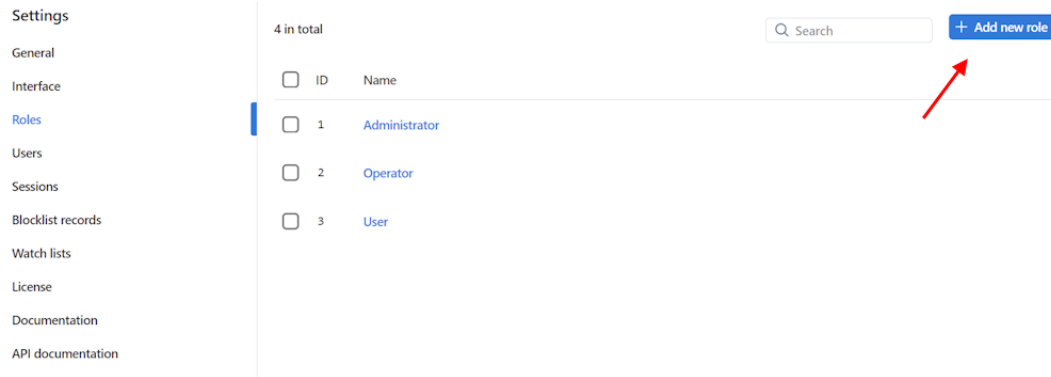 Settings
General
Interface
Roles
Users
Sessions
Blocklist records
Watch lists
License
Documentation
API documentation
4 in total
Search
+ Add new role
ID Name
1 Administrator
2 Operator
3 User